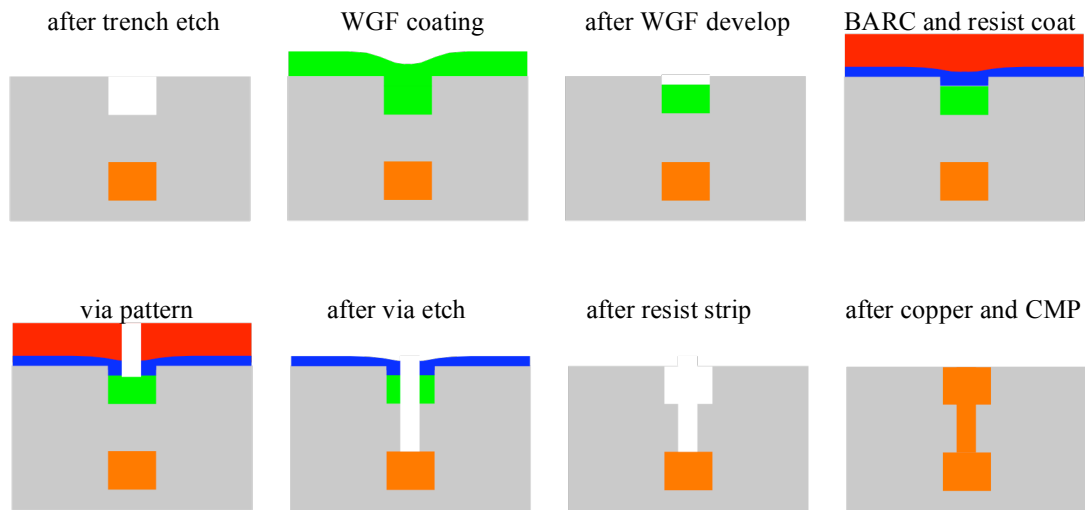 after trench etch
WGF coating
after WGF develop
BARC and resist coat
via pattern
after via etch
after resist strip
after copper and CMP